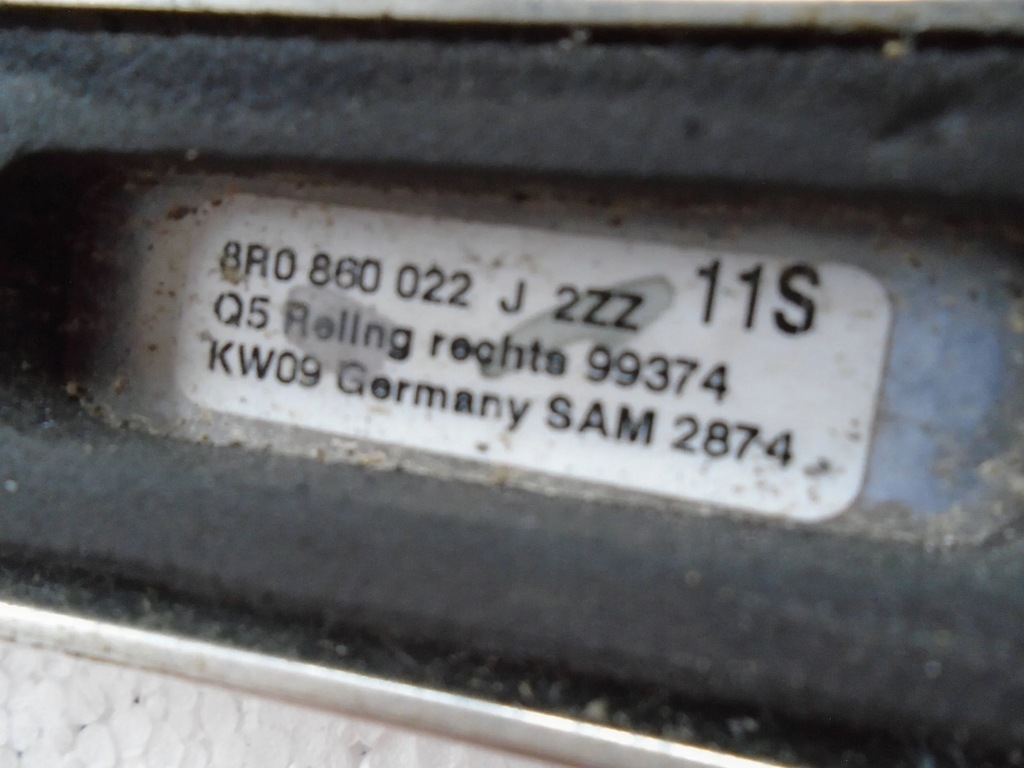 8R0 860 022 J 2ZZ 11S
Q5 Reling rechts 99374
KW09 Germany SAM 2874